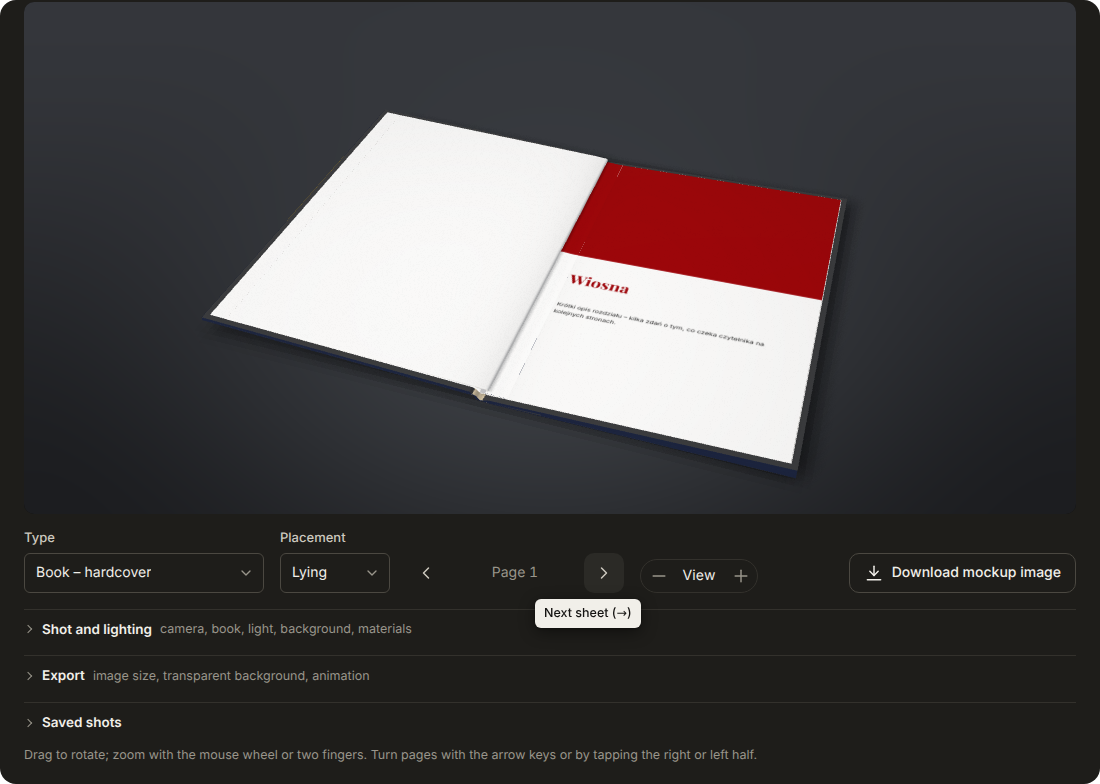 Wiosna
Krótki opis rozdziału – kilka zdań o tym, co czeka czytelnika na
kolejnych stronach.
Type
Placement
Book – hardcover
Lying
Page 1
View
Download mockup image
Next sheet (→)
Shot and lighting camera, book, light, background, materials
Export image size, transparent background, animation
Saved shots
Drag to rotate; zoom with the mouse wheel or two fingers. Turn pages with the arrow keys or by tapping the right or left half.